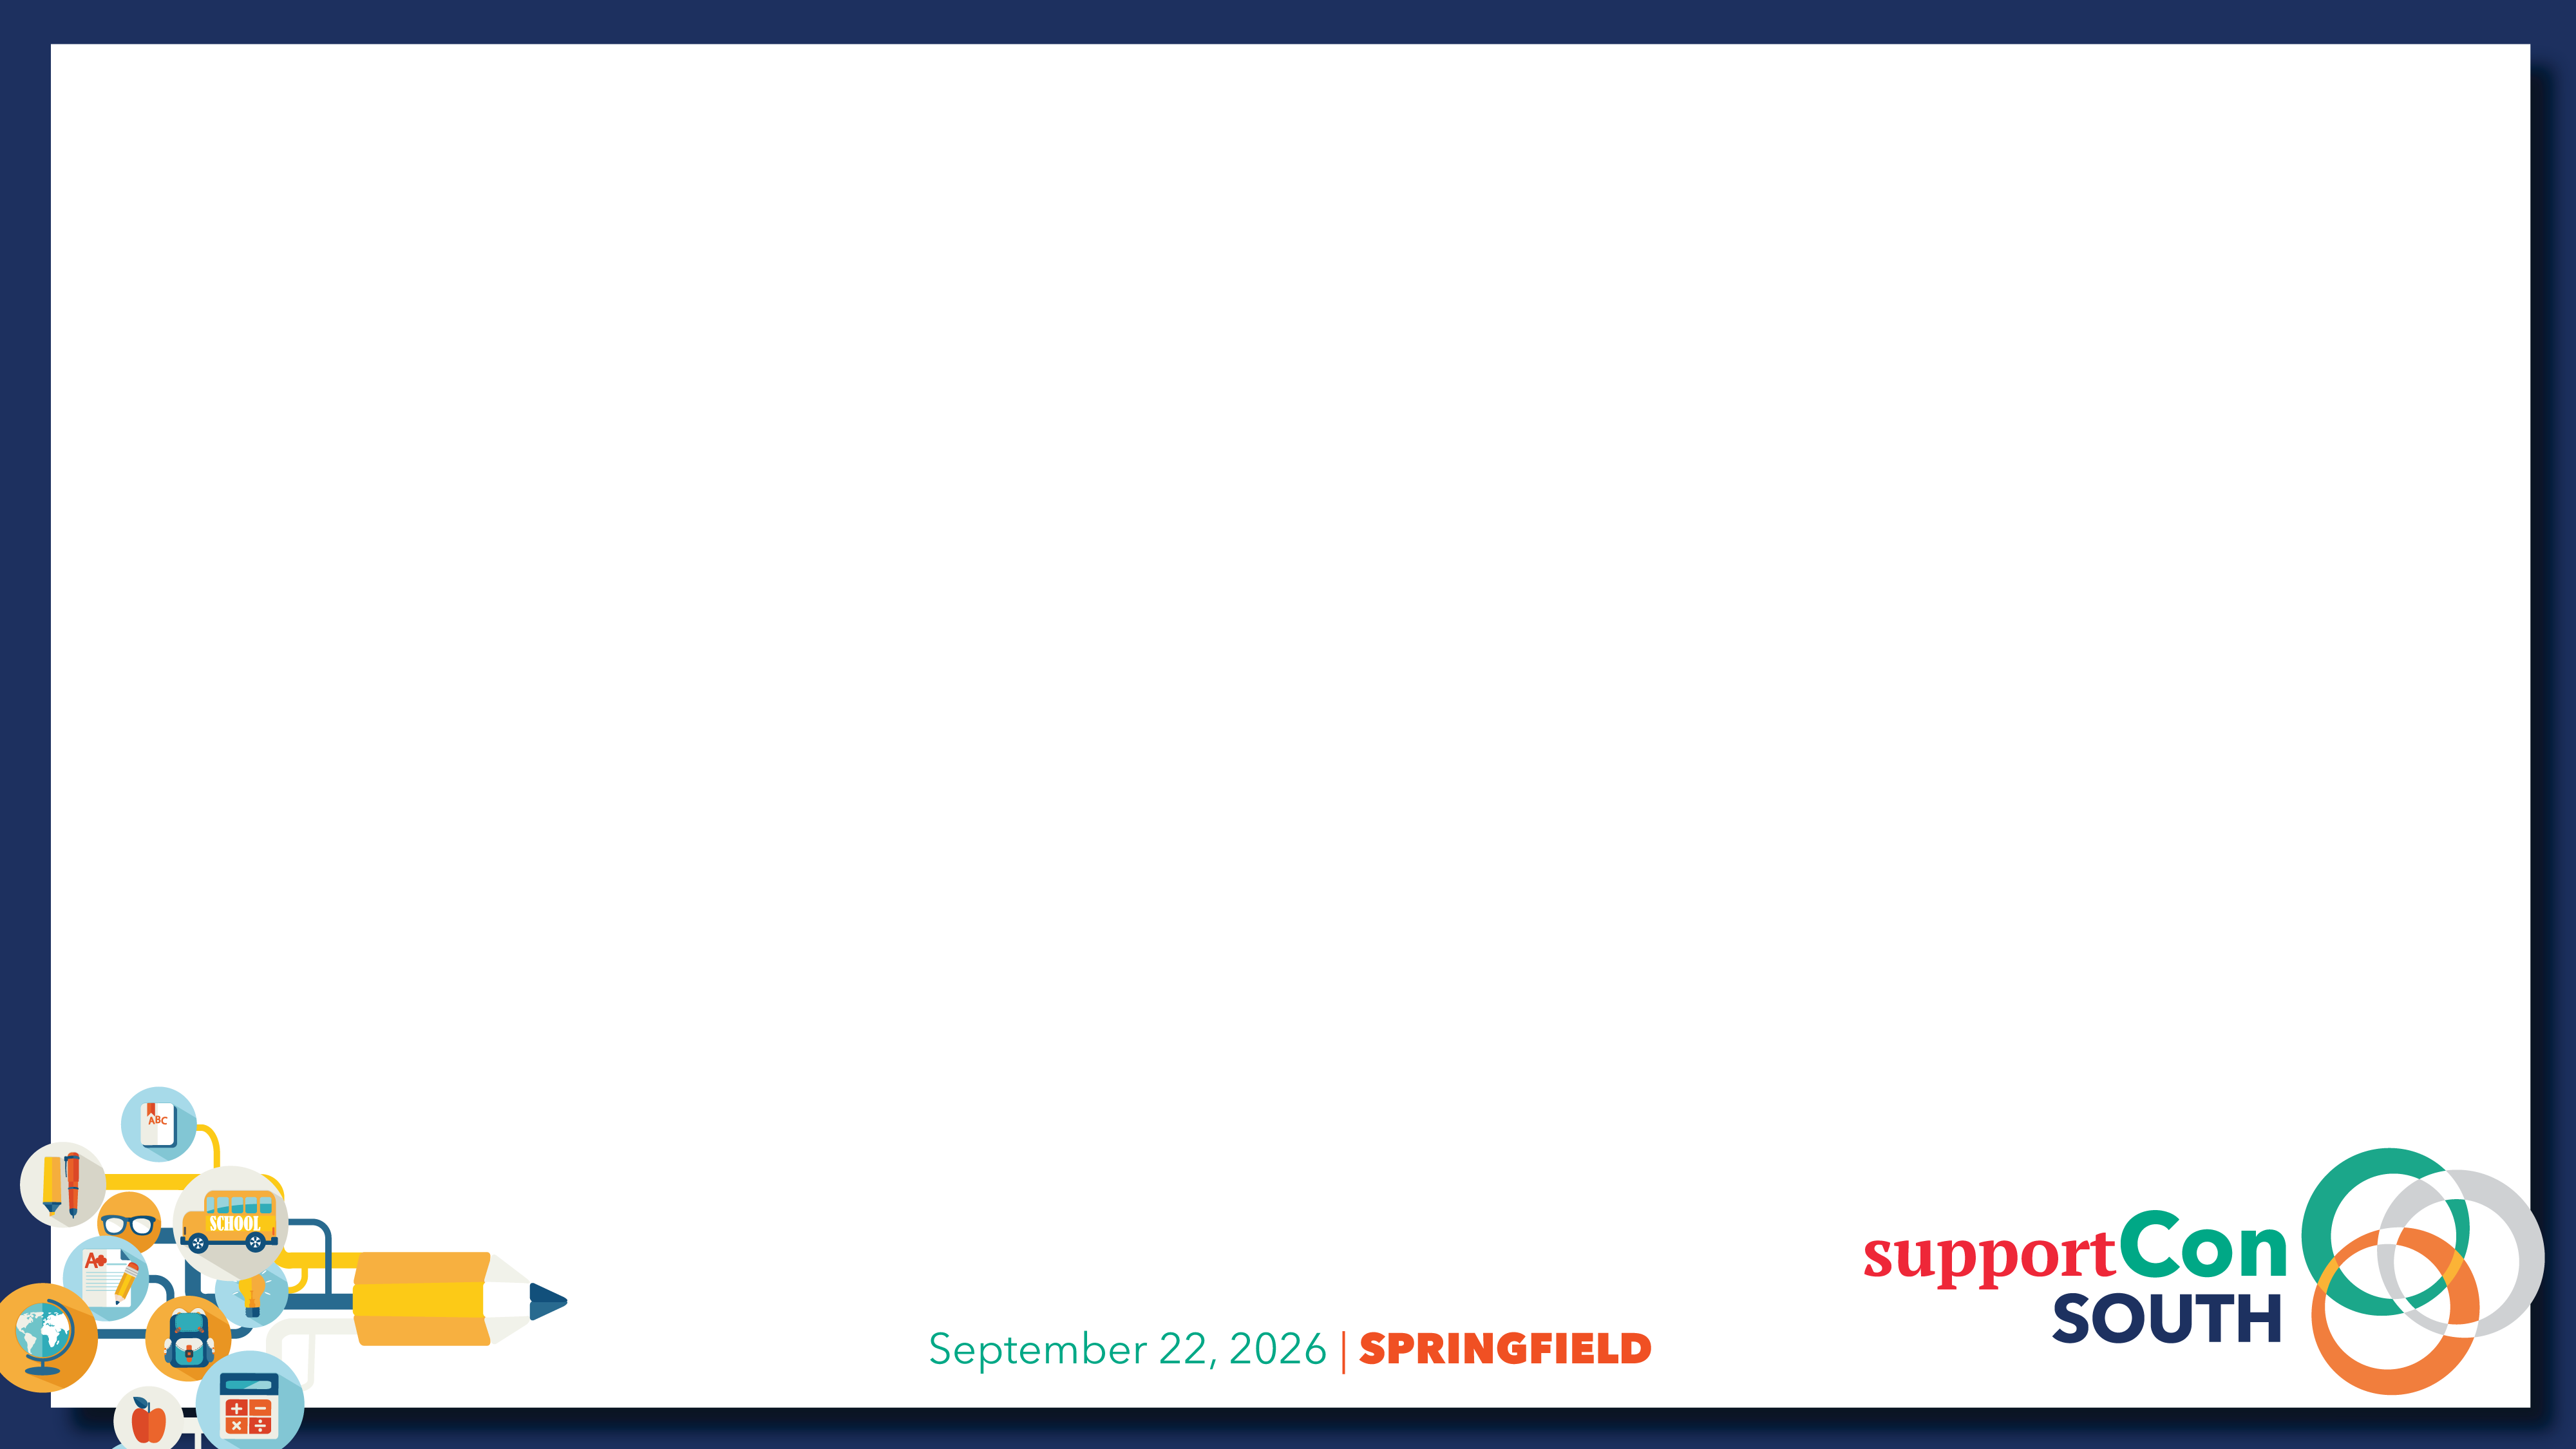 ABC
SCHOOL
A+
supportCon
SOUTH
September 22, 2026 | SPRINGFIELD